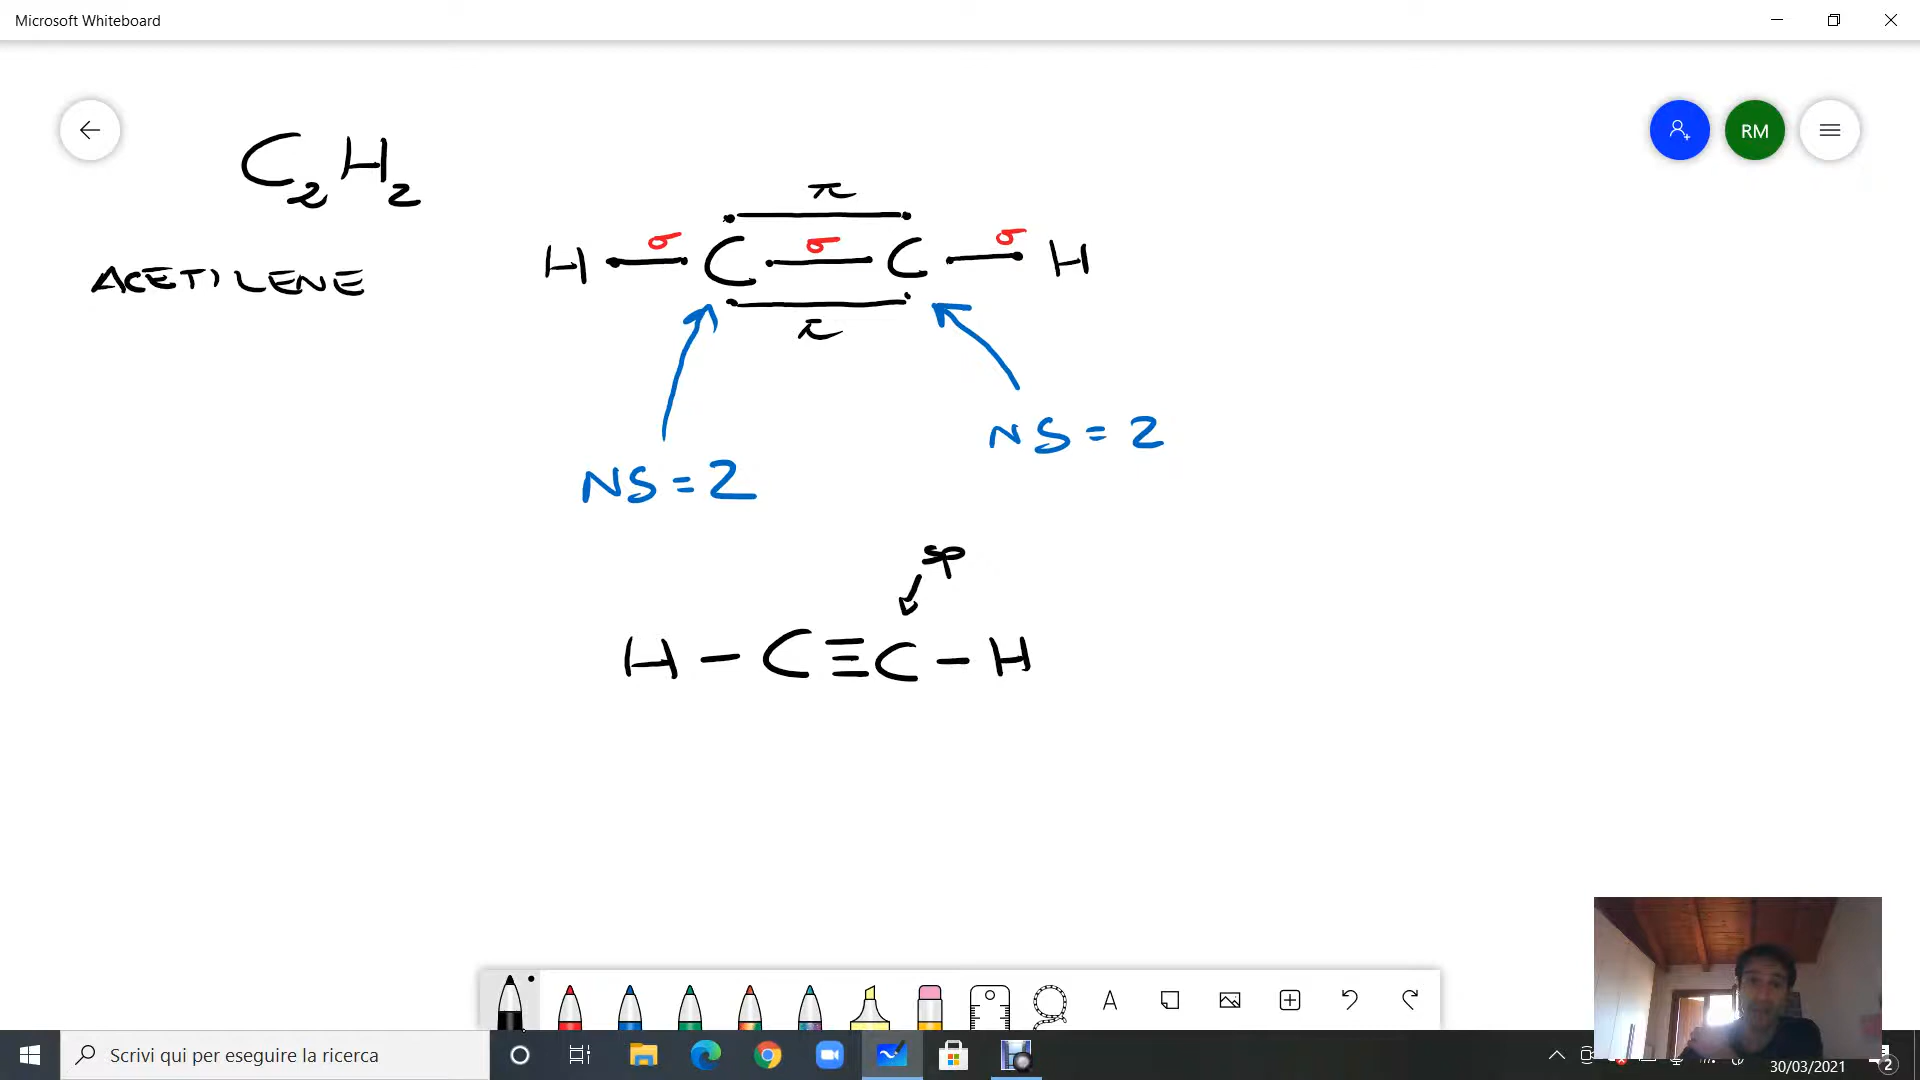 Microsoft Whiteboard
RM
C2H2
ACETILENE
π
H σ C σ C σ H
π
NS = 2
NS = 2
sp
H - C ≡ C - H
A
Scrivi qui per eseguire la ricerca
30/03/2021
2